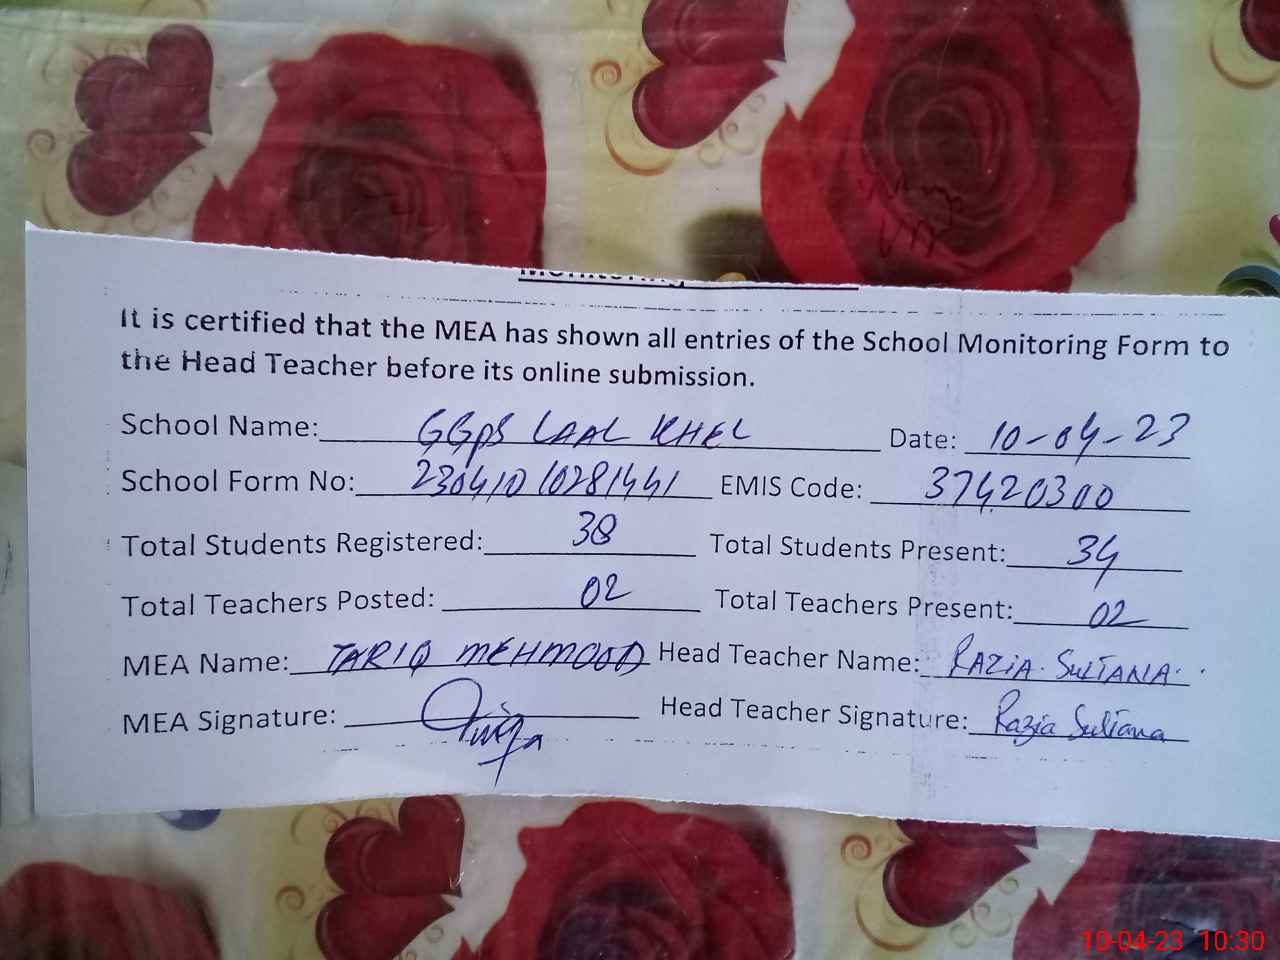 Monitoring
It is certified that the MEA has shown all entries of the School Monitoring Form to
the Head Teacher before its online submission.
School Name: GGPS LAAL KHEL Date: 10-04-23
School Form No: 23041010281441 EMIS Code: 37420300
Total Students Registered: 38 Total Students Present: 34
Total Teachers Posted: 02 Total Teachers Present: 02
MEA Name: TARIQ MEHMOOD Head Teacher Name: RAZIA SULTANA
MEA Signature: Head Teacher Signature: Razia Sultana
10-04-23 10:30